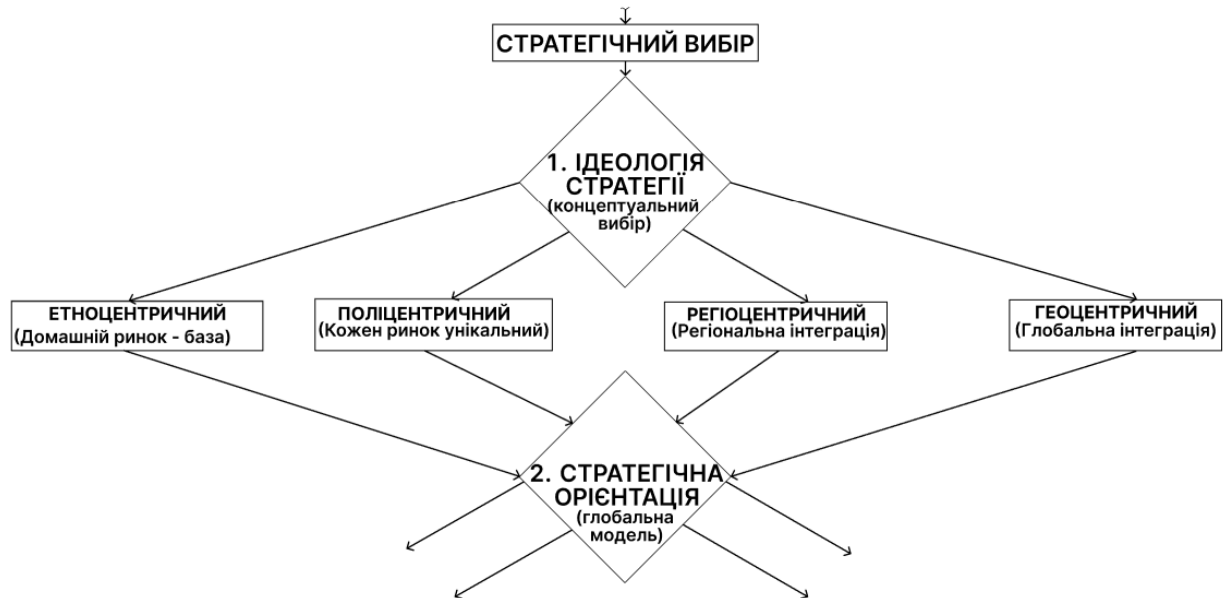 СТРАТЕГІЧНИЙ ВИБІР
1. ІДЕОЛОГІЯ
СТРАТЕГІЇ
(концептуальний
вибір)
ЕТНОЦЕНТРИЧНИЙ
(Домашній ринок - база)
ПОЛІЦЕНТРИЧНИЙ
(Кожен ринок унікальний)
РЕГІОЦЕНТРИЧНИЙ
(Регіональна інтеграція)
ГЕОЦЕНТРИЧНИЙ
(Глобальна інтеграція)
2. СТРАТЕГІЧНА
ОРІЄНТАЦІЯ
(глобальна
модель)